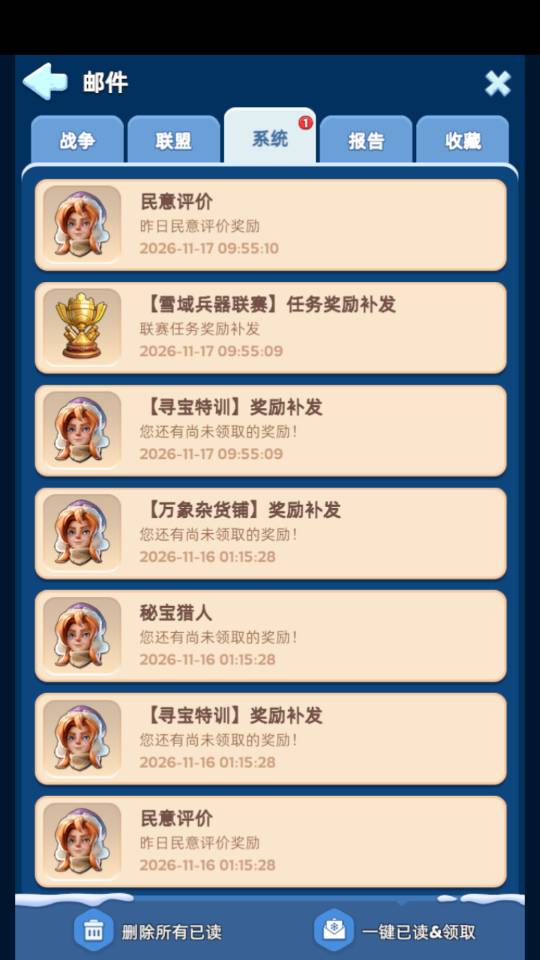 邮件
战争
联盟
系统
1
报告
收藏
民意评价
昨日民意评价奖励
2026-11-17 09:55:10
【雪域兵器联赛】任务奖励补发
联赛任务奖励补发
2026-11-17 09:55:09
【寻宝特训】奖励补发
您还有尚未领取的奖励！
2026-11-17 09:55:09
【万象杂货铺】奖励补发
您还有尚未领取的奖励！
2026-11-16 01:15:28
秘宝猎人
您还有尚未领取的奖励！
2026-11-16 01:15:28
【寻宝特训】奖励补发
您还有尚未领取的奖励！
2026-11-16 01:15:28
民意评价
昨日民意评价奖励
2026-11-16 01:15:28
删除所有已读
一键已读&领取